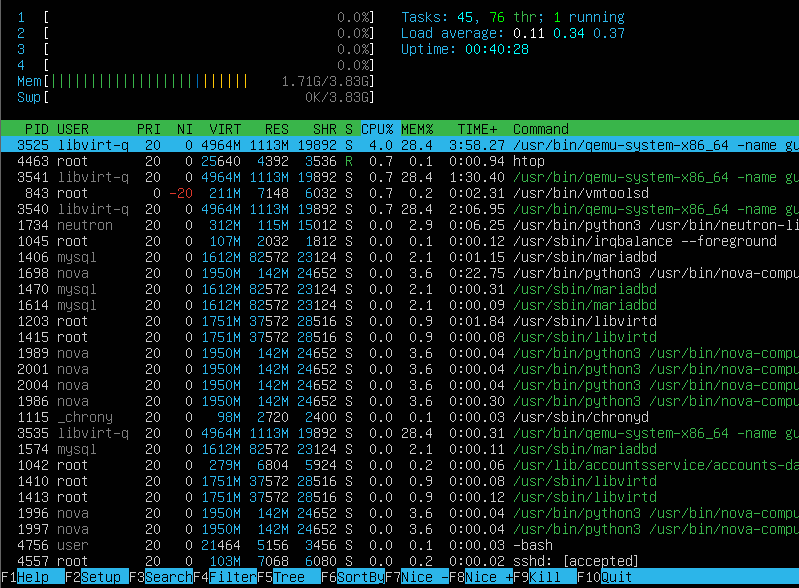 1 [ 0.0%] Tasks: 45, 76 thr; 1 running
2 [ 0.0%] Load average: 0.11 0.34 0.37
3 [ 0.0%] Uptime: 00:40:28
4 [ 0.0%]
Mem[||||||||||||||||||||||||| 1.71G/3.83G]
Swp[ 0K/3.83G]
PID USER PRI NI VIRT RES SHR S CPU% MEM% TIME+ Command
3525 libvirt-q 20 0 4964M 1113M 19892 S 4.0 28.4 3:58.27 /usr/bin/qemu-system-x86_64 -name gu
4463 root 20 0 25640 4392 3536 R 0.7 0.1 0:00.94 htop
3541 libvirt-q 20 0 4964M 1113M 19892 S 0.7 28.4 1:30.40 /usr/bin/qemu-system-x86_64 -name gu
843 root 0 -20 211M 7148 6032 S 0.7 0.2 0:02.31 /usr/bin/vmtoolsd
3540 libvirt-q 20 0 4964M 1113M 19892 S 0.7 28.4 2:06.95 /usr/bin/qemu-system-x86_64 -name gu
1734 neutron 20 0 312M 115M 15012 S 0.0 2.9 0:06.25 /usr/bin/python3 /usr/bin/neutron-li
1045 root 20 0 107M 2032 1812 S 0.0 0.1 0:00.12 /usr/sbin/irqbalance --foreground
1406 mysql 20 0 1612M 82572 23124 S 0.0 2.1 0:01.15 /usr/sbin/mariadbd
1698 nova 20 0 1950M 142M 24652 S 0.0 3.6 0:22.75 /usr/bin/python3 /usr/bin/nova-compu
1470 mysql 20 0 1612M 82572 23124 S 0.0 2.1 0:00.31 /usr/sbin/mariadbd
1614 mysql 20 0 1612M 82572 23124 S 0.0 2.1 0:00.09 /usr/sbin/mariadbd
1203 root 20 0 1751M 37572 28516 S 0.0 0.9 0:01.84 /usr/sbin/libvirtd
1415 root 20 0 1751M 37572 28516 S 0.0 0.9 0:00.08 /usr/sbin/libvirtd
1989 nova 20 0 1950M 142M 24652 S 0.0 3.6 0:00.04 /usr/bin/python3 /usr/bin/nova-compu
2001 nova 20 0 1950M 142M 24652 S 0.0 3.6 0:00.04 /usr/bin/python3 /usr/bin/nova-compu
2004 nova 20 0 1950M 142M 24652 S 0.0 3.6 0:00.04 /usr/bin/python3 /usr/bin/nova-compu
1986 nova 20 0 1950M 142M 24652 S 0.0 3.6 0:00.30 /usr/bin/python3 /usr/bin/nova-compu
1115 _chrony 20 0 98M 2720 2400 S 0.0 0.1 0:00.03 /usr/sbin/chronyd
3535 libvirt-q 20 0 4964M 1113M 19892 S 0.0 28.4 0:00.31 /usr/bin/qemu-system-x86_64 -name gu
1574 mysql 20 0 1612M 82572 23124 S 0.0 2.1 0:00.11 /usr/sbin/mariadbd
1042 root 20 0 279M 6804 5924 S 0.0 0.2 0:00.06 /usr/lib/accountsservice/accounts-da
1410 root 20 0 1751M 37572 28516 S 0.0 0.9 0:00.08 /usr/sbin/libvirtd
1413 root 20 0 1751M 37572 28516 S 0.0 0.9 0:00.12 /usr/sbin/libvirtd
1996 nova 20 0 1950M 142M 24652 S 0.0 3.6 0:00.04 /usr/bin/python3 /usr/bin/nova-compu
1997 nova 20 0 1950M 142M 24652 S 0.0 3.6 0:00.04 /usr/bin/python3 /usr/bin/nova-compu
4756 user 20 0 21464 5156 3456 S 0.0 0.1 0:00.03 -bash
4557 root 20 0 103M 7068 6080 S 0.0 0.2 0:00.02 sshd: [accepted]
F1Help F2Setup F3SearchF4FilterF5Tree F6SortByF7Nice -F8Nice +F9Kill F10Quit